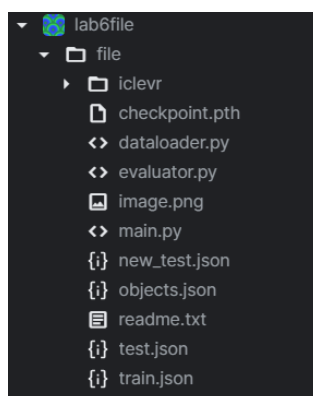 lab6file
file
iclevr
checkpoint.pth
dataloader.py
evaluator.py
image.png
main.py
new_test.json
objects.json
readme.txt
test.json
train.json